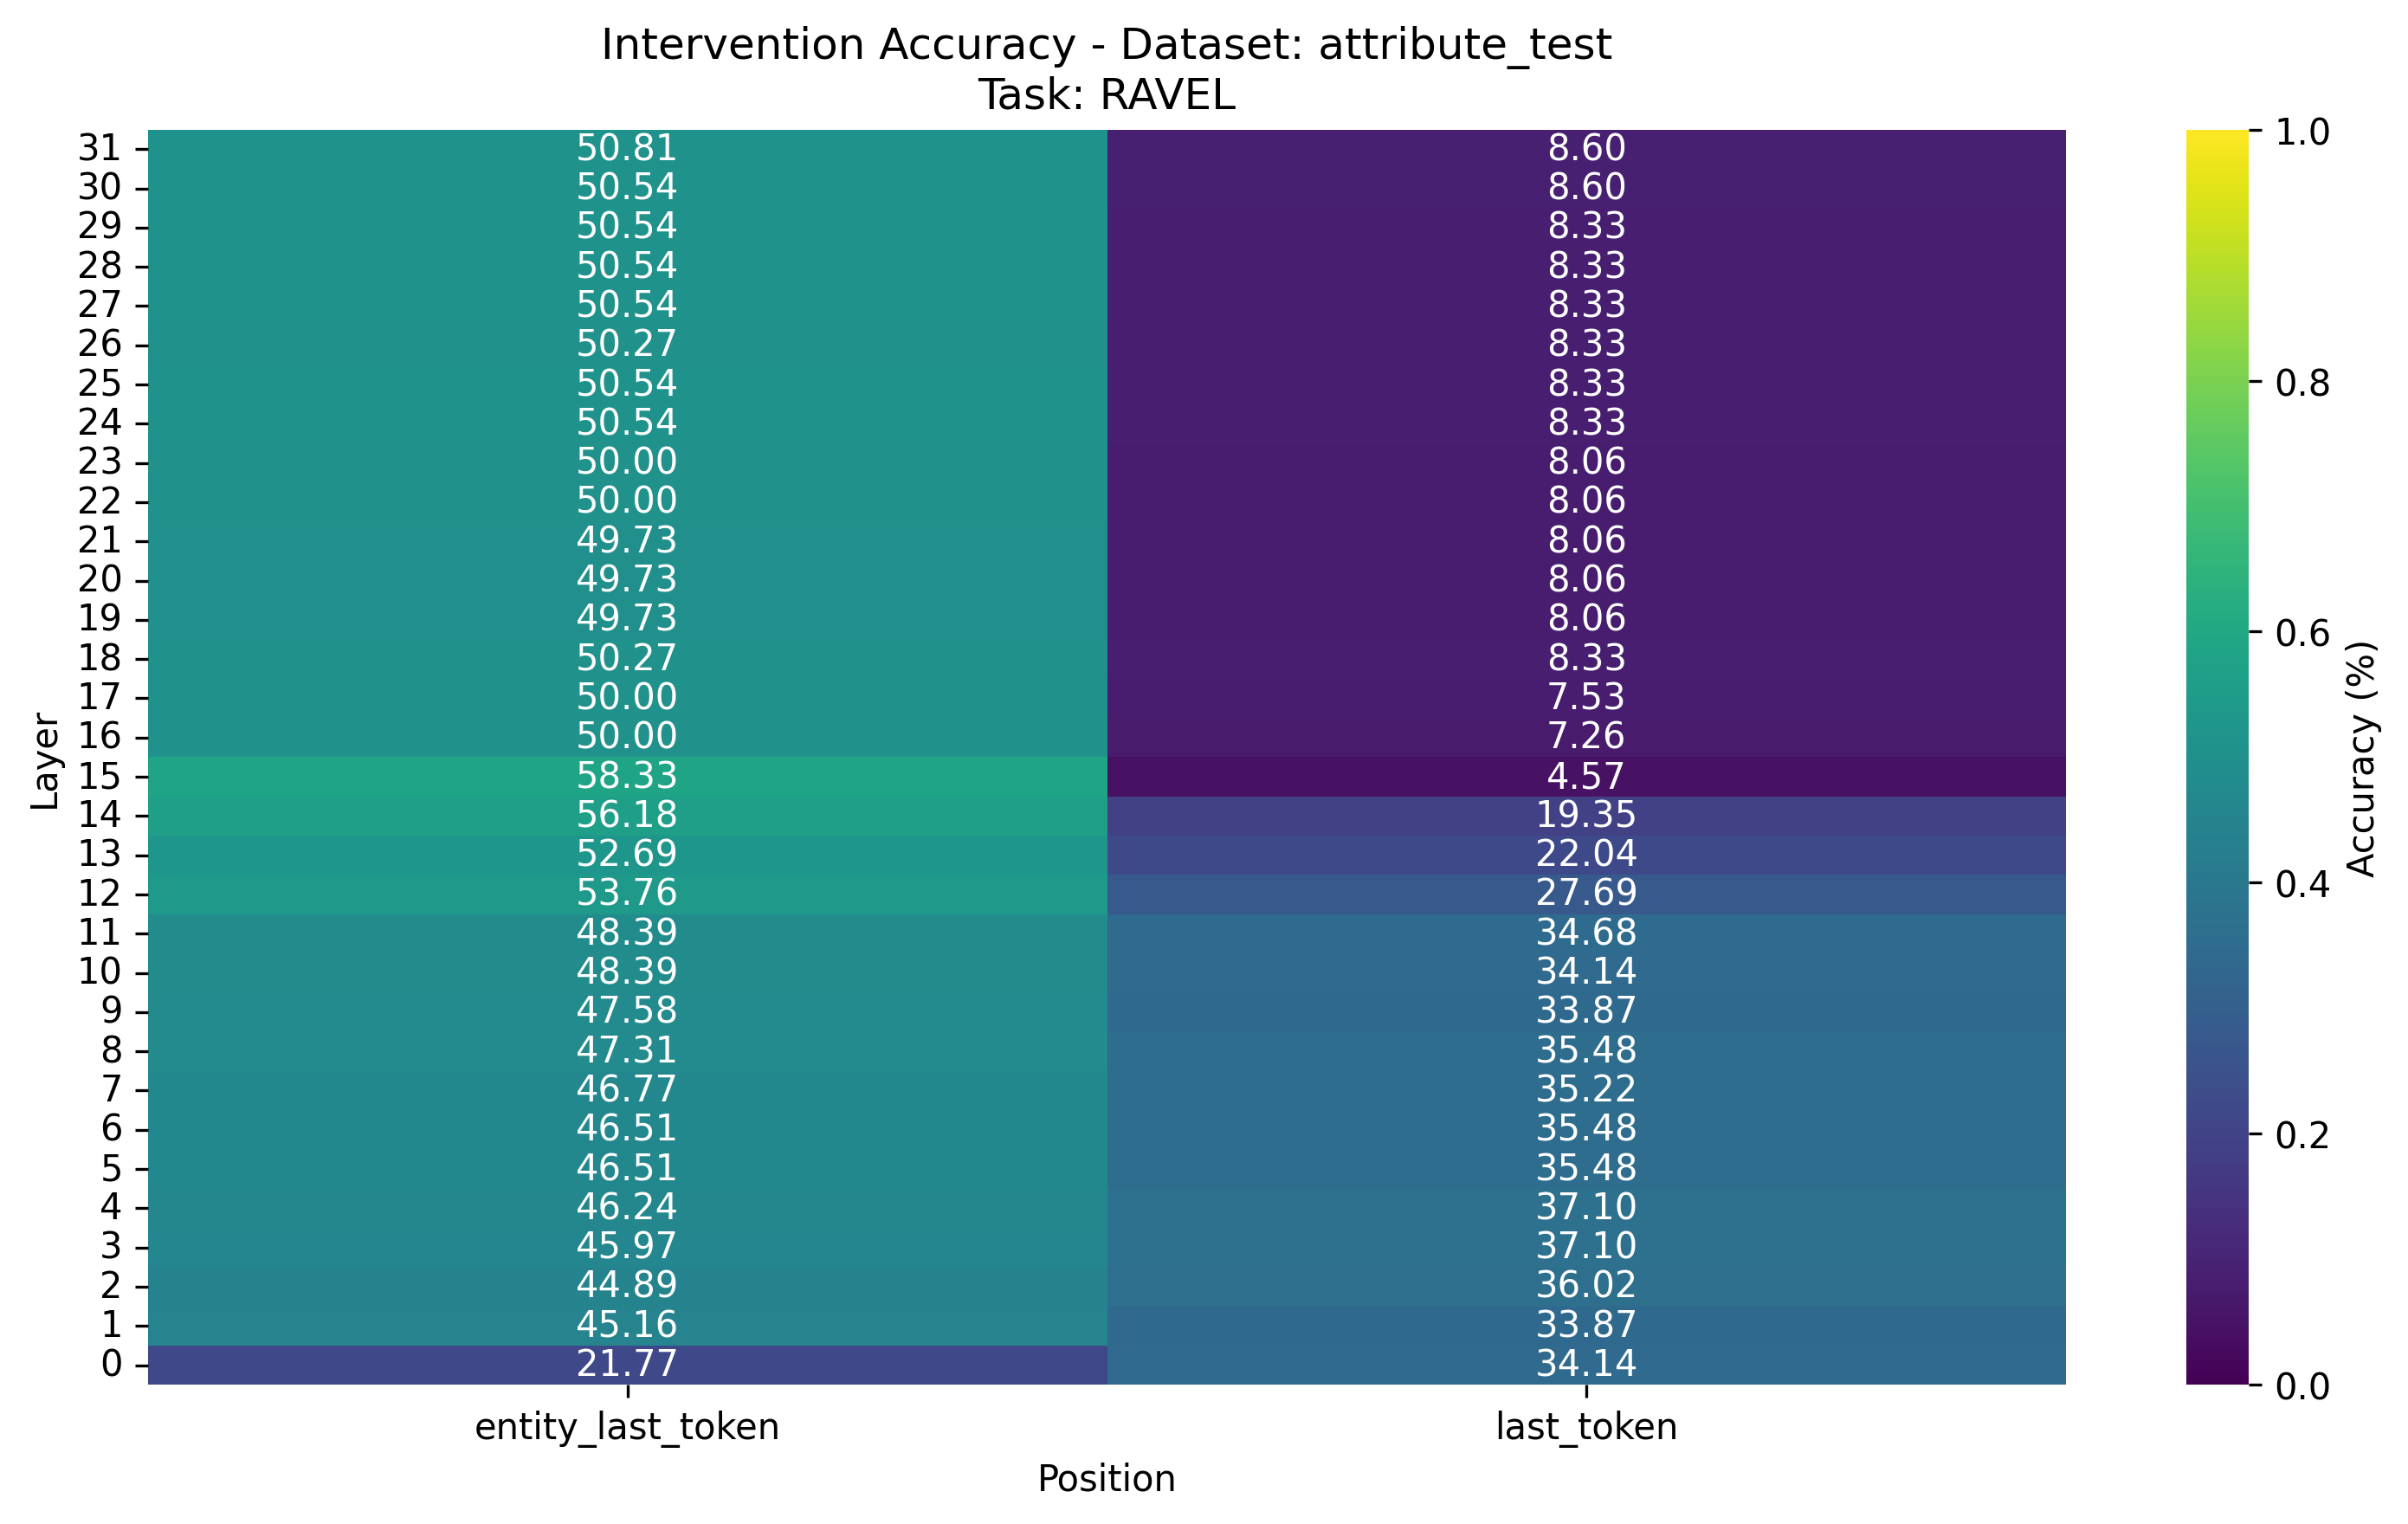 Intervention Accuracy - Dataset: attribute_test
Task: RAVEL
31 50.81 8.60
30 50.54 8.60
29 50.54 8.33
28 50.54 8.33
27 50.54 8.33
26 50.27 8.33
25 50.54 8.33
24 50.54 8.33
23 50.00 8.06
22 50.00 8.06
21 49.73 8.06
20 49.73 8.06
19 49.73 8.06
18 50.27 8.33
17 50.00 7.53
16 50.00 7.26
15 58.33 4.57
14 56.18 19.35
13 52.69 22.04
12 53.76 27.69
11 48.39 34.68
10 48.39 34.14
9 47.58 33.87
8 47.31 35.48
7 46.77 35.22
6 46.51 35.48
5 46.51 35.48
4 46.24 37.10
3 45.97 37.10
2 44.89 36.02
1 45.16 33.87
0 21.77 34.14
entity_last_token last_token
Position
Layer
1.0
0.8
0.6
0.4
0.2
0.0
Accuracy (%)